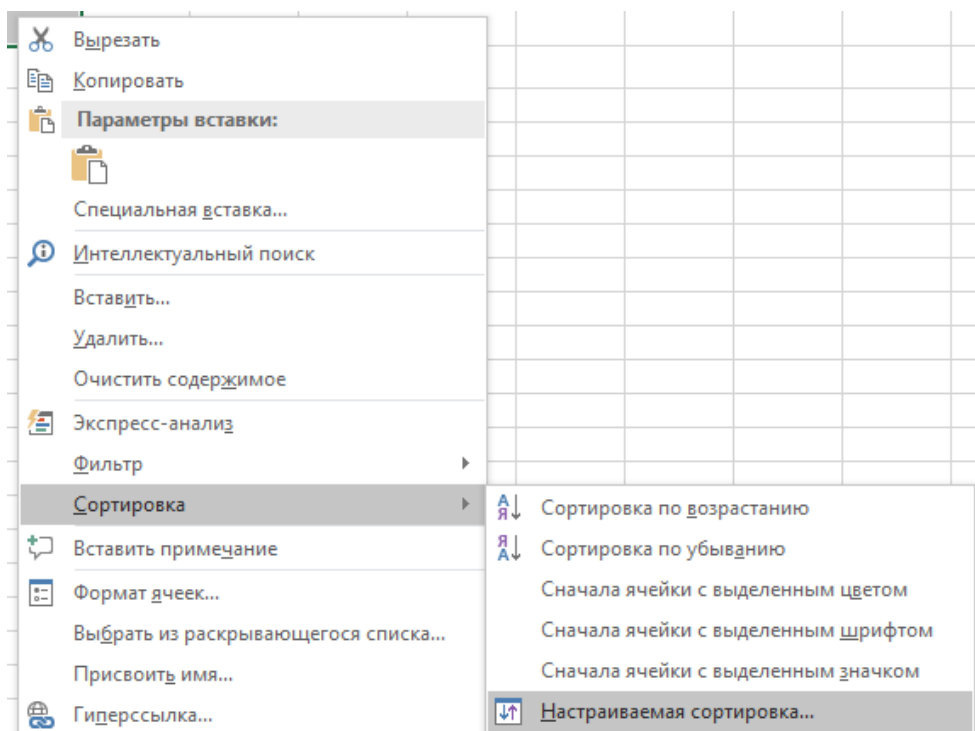 Вырезать
Копировать
Параметры вставки:
Специальная вставка...
Интеллектуальный поиск
Вставить...
Удалить...
Очистить содержимое
Экспресс-анализ
Фильтр
Сортировка
Вставить примечание
Формат ячеек...
Выбрать из раскрывающегося списка...
Присвоить имя...
Гиперссылка...
Сортировка по возрастанию
Сортировка по убыванию
Сначала ячейки с выделенным цветом
Сначала ячейки с выделенным шрифтом
Сначала ячейки с выделенным значком
Настраиваемая сортировка...